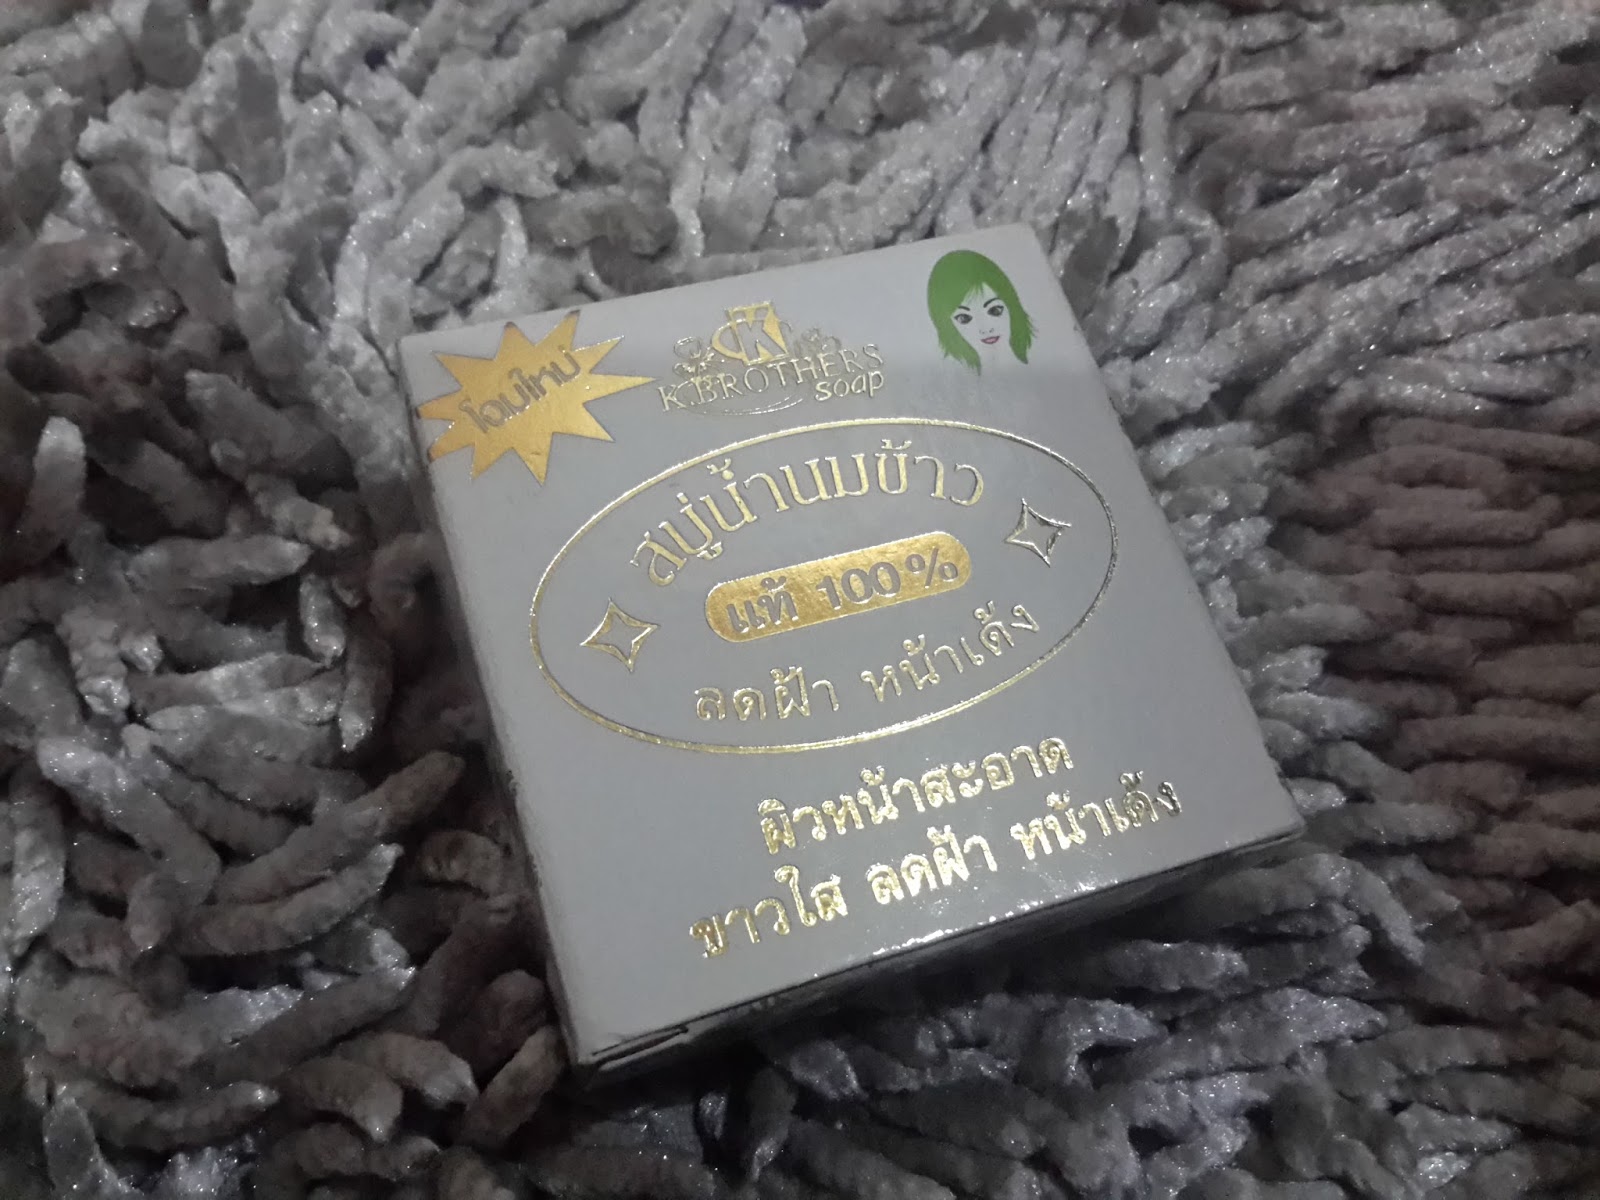 โฉมใหม่
K
K.BROTHERS
soap
สบู่น้ำนมข้าว
แท้ 100%
ลดฝ้า หน้าเด้ง
ผิวหน้าสะอาด
ขาวใส ลดฝ้า หน้าเด้ง